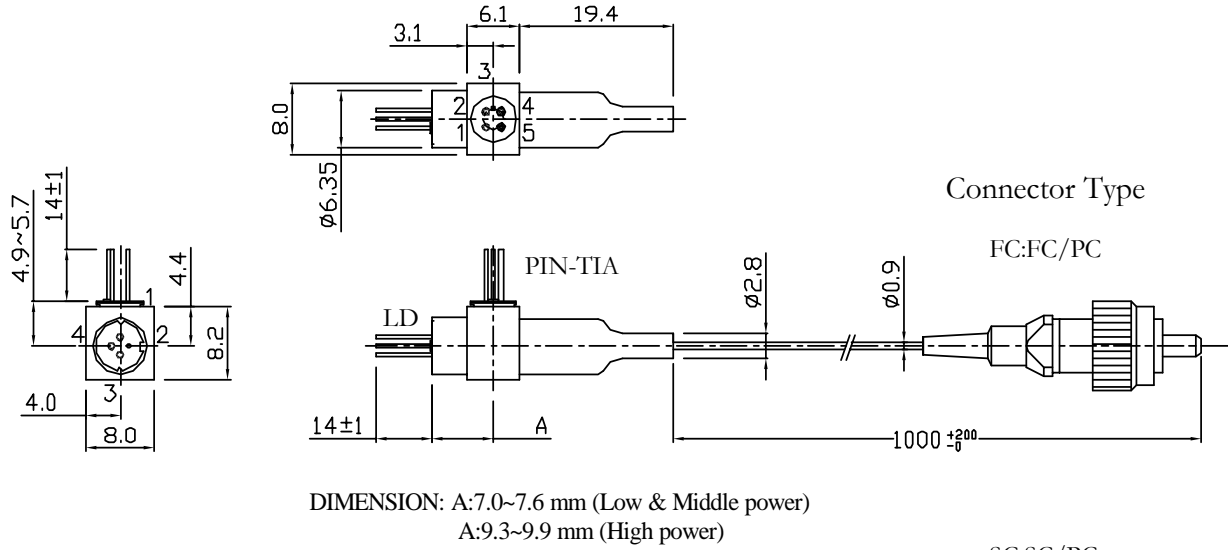 6.1
19.4
3.1
3
8.0
2
4
1
5
ø6.35
Connector Type
FC:FC/PC
14±1
4.9~5.7
4.4
1
4
2
8.2
3
4.0
8.0
PIN-TIA
LD
ø2.8
ø0.9
14±1
A
1000 +200 -0
DIMENSION: A:7.0~7.6 mm (Low & Middle power)
A:9.3~9.9 mm (High power)